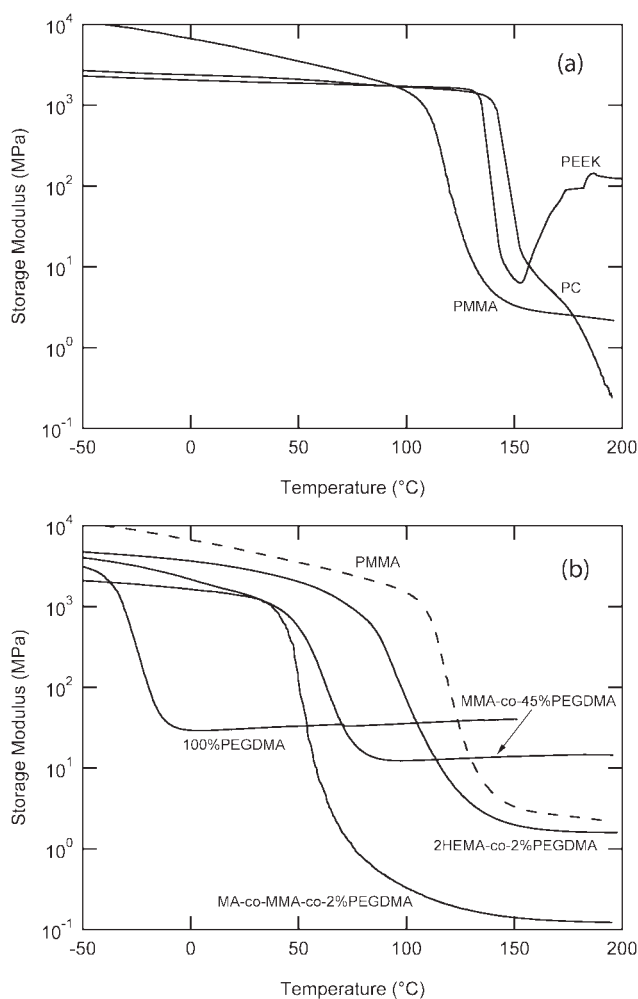 10^4
(a)
10^3
PEEK
10^2
10^1
PC
PMMA
10^0
10^-1
-50
0
50
100
150
200
Storage Modulus (MPa)
Temperature (°C)
10^4
PMMA
(b)
10^3
MMA-co-45%PEGDMA
10^2
100%PEGDMA
10^1
2HEMA-co-2%PEGDMA
10^0
MA-co-MMA-co-2%PEGDMA
10^-1
-50
0
50
100
150
200
Storage Modulus (MPa)
Temperature (°C)